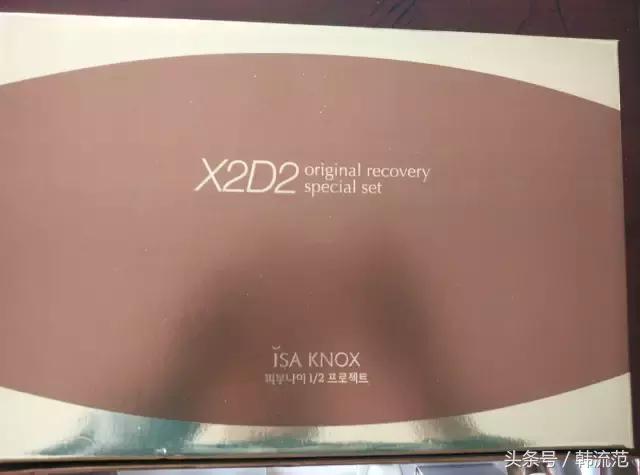 X2D2 original recovery
special set
ISA KNOX
피부나이 1/2 프로젝트
头条号 / 韩流范